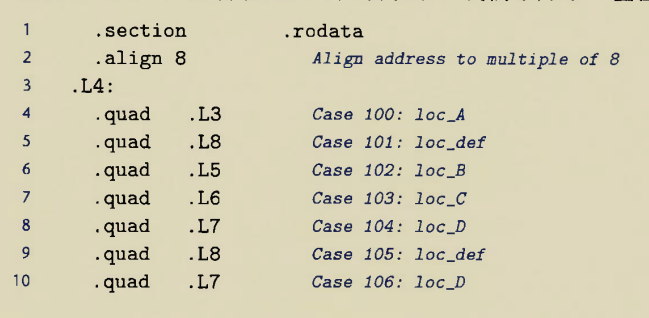 1 .section .rodata
2 .align 8 Align address to multiple of 8
3 .L4:
4 .quad .L3 Case 100: loc_A
5 .quad .L8 Case 101: loc_def
6 .quad .L5 Case 102: loc_B
7 .quad .L6 Case 103: loc_C
8 .quad .L7 Case 104: loc_D
9 .quad .L8 Case 105: loc_def
10 .quad .L7 Case 106: loc_D